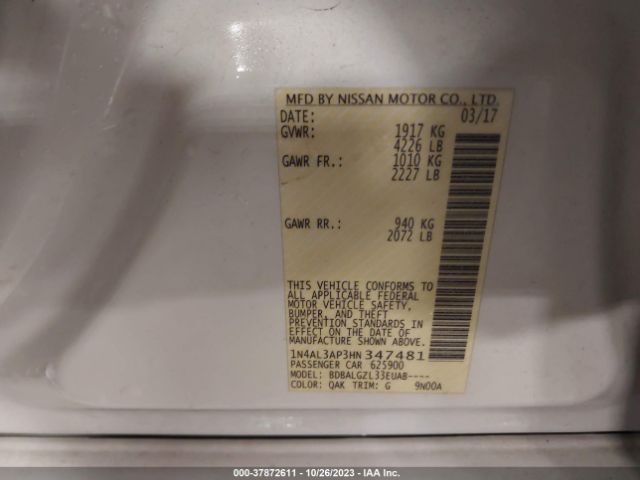 MFD BY NISSAN MOTOR CO., LTD.
DATE: 03/17
GVWR: 1917 KG
4226 LB
GAWR FR.: 1010 KG
2227 LB
GAWR RR.: 940 KG
2072 LB
THIS VEHICLE CONFORMS TO
ALL APPLICABLE FEDERAL
MOTOR VEHICLE SAFETY,
BUMPER, AND THEFT
PREVENTION STANDARDS IN
EFFECT ON THE DATE OF
MANUFACTURE SHOWN ABOVE.
1N4AL3AP3HN347481
PASSENGER CAR 625900
MODEL: BDBALGZL33EUAB----
COLOR: QAK TRIM: G 9N00A
000-37872611 - 10/26/2023 - IAA Inc.